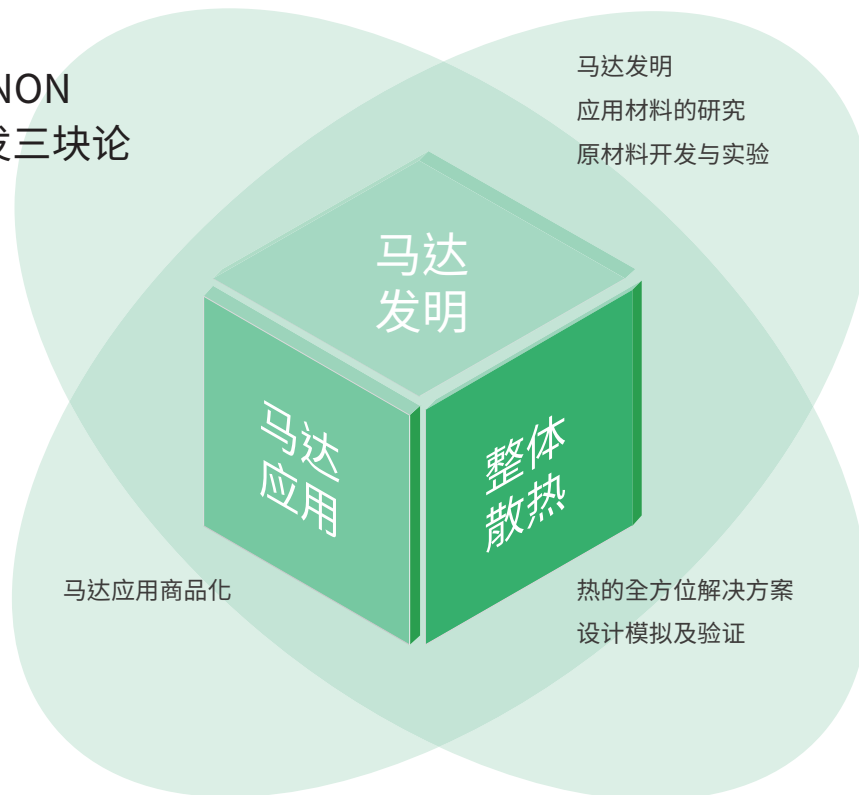 NON
发三块论
马达发明
应用材料的研究
原材料开发与实验
马达
发明
马达
应用
整体
散热
马达应用商品化
热的全方位解决方案
设计模拟及验证